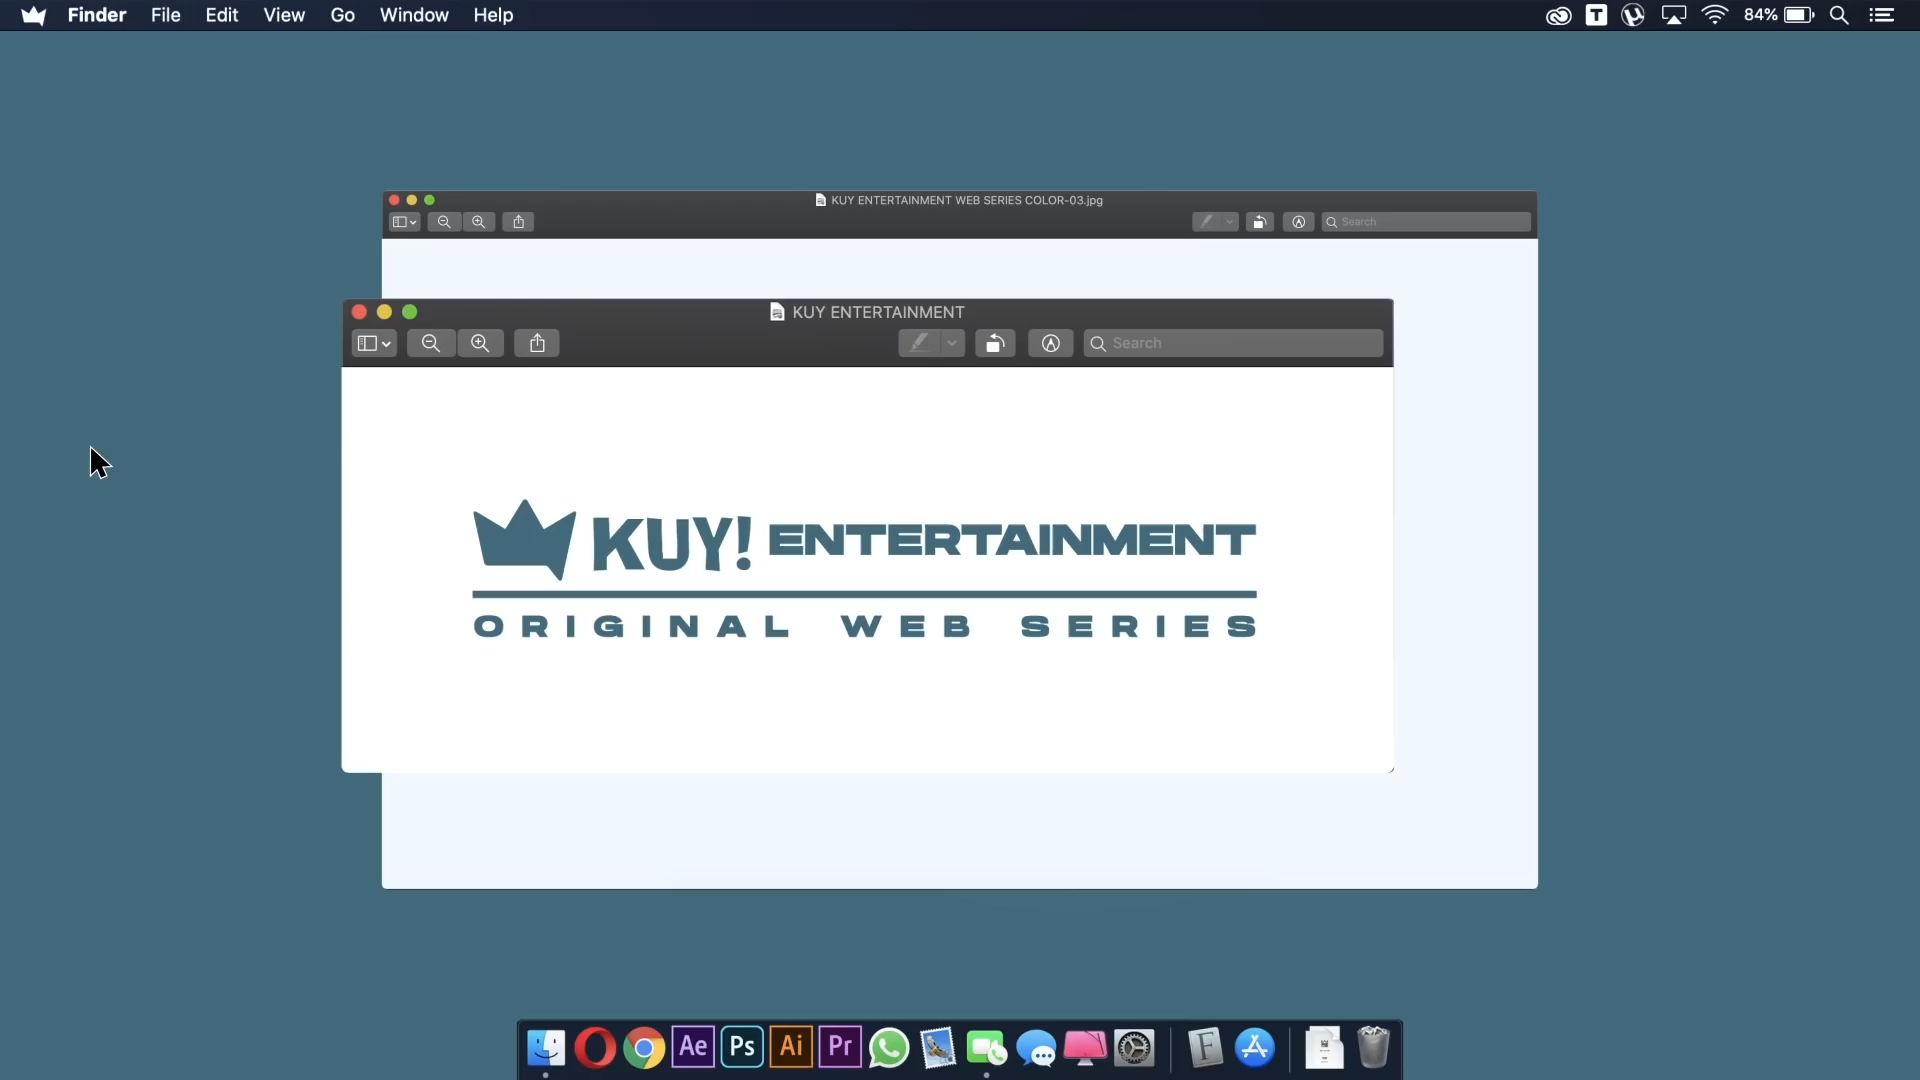 Finder File Edit View Go Window Help
84%
KUY ENTERTAINMENT WEB SERIES COLOR-03.jpg
Search
KUY ENTERTAINMENT
Search
KUY! ENTERTAINMENT
ORIGINAL WEB SERIES
Ae Ps Ai Pr